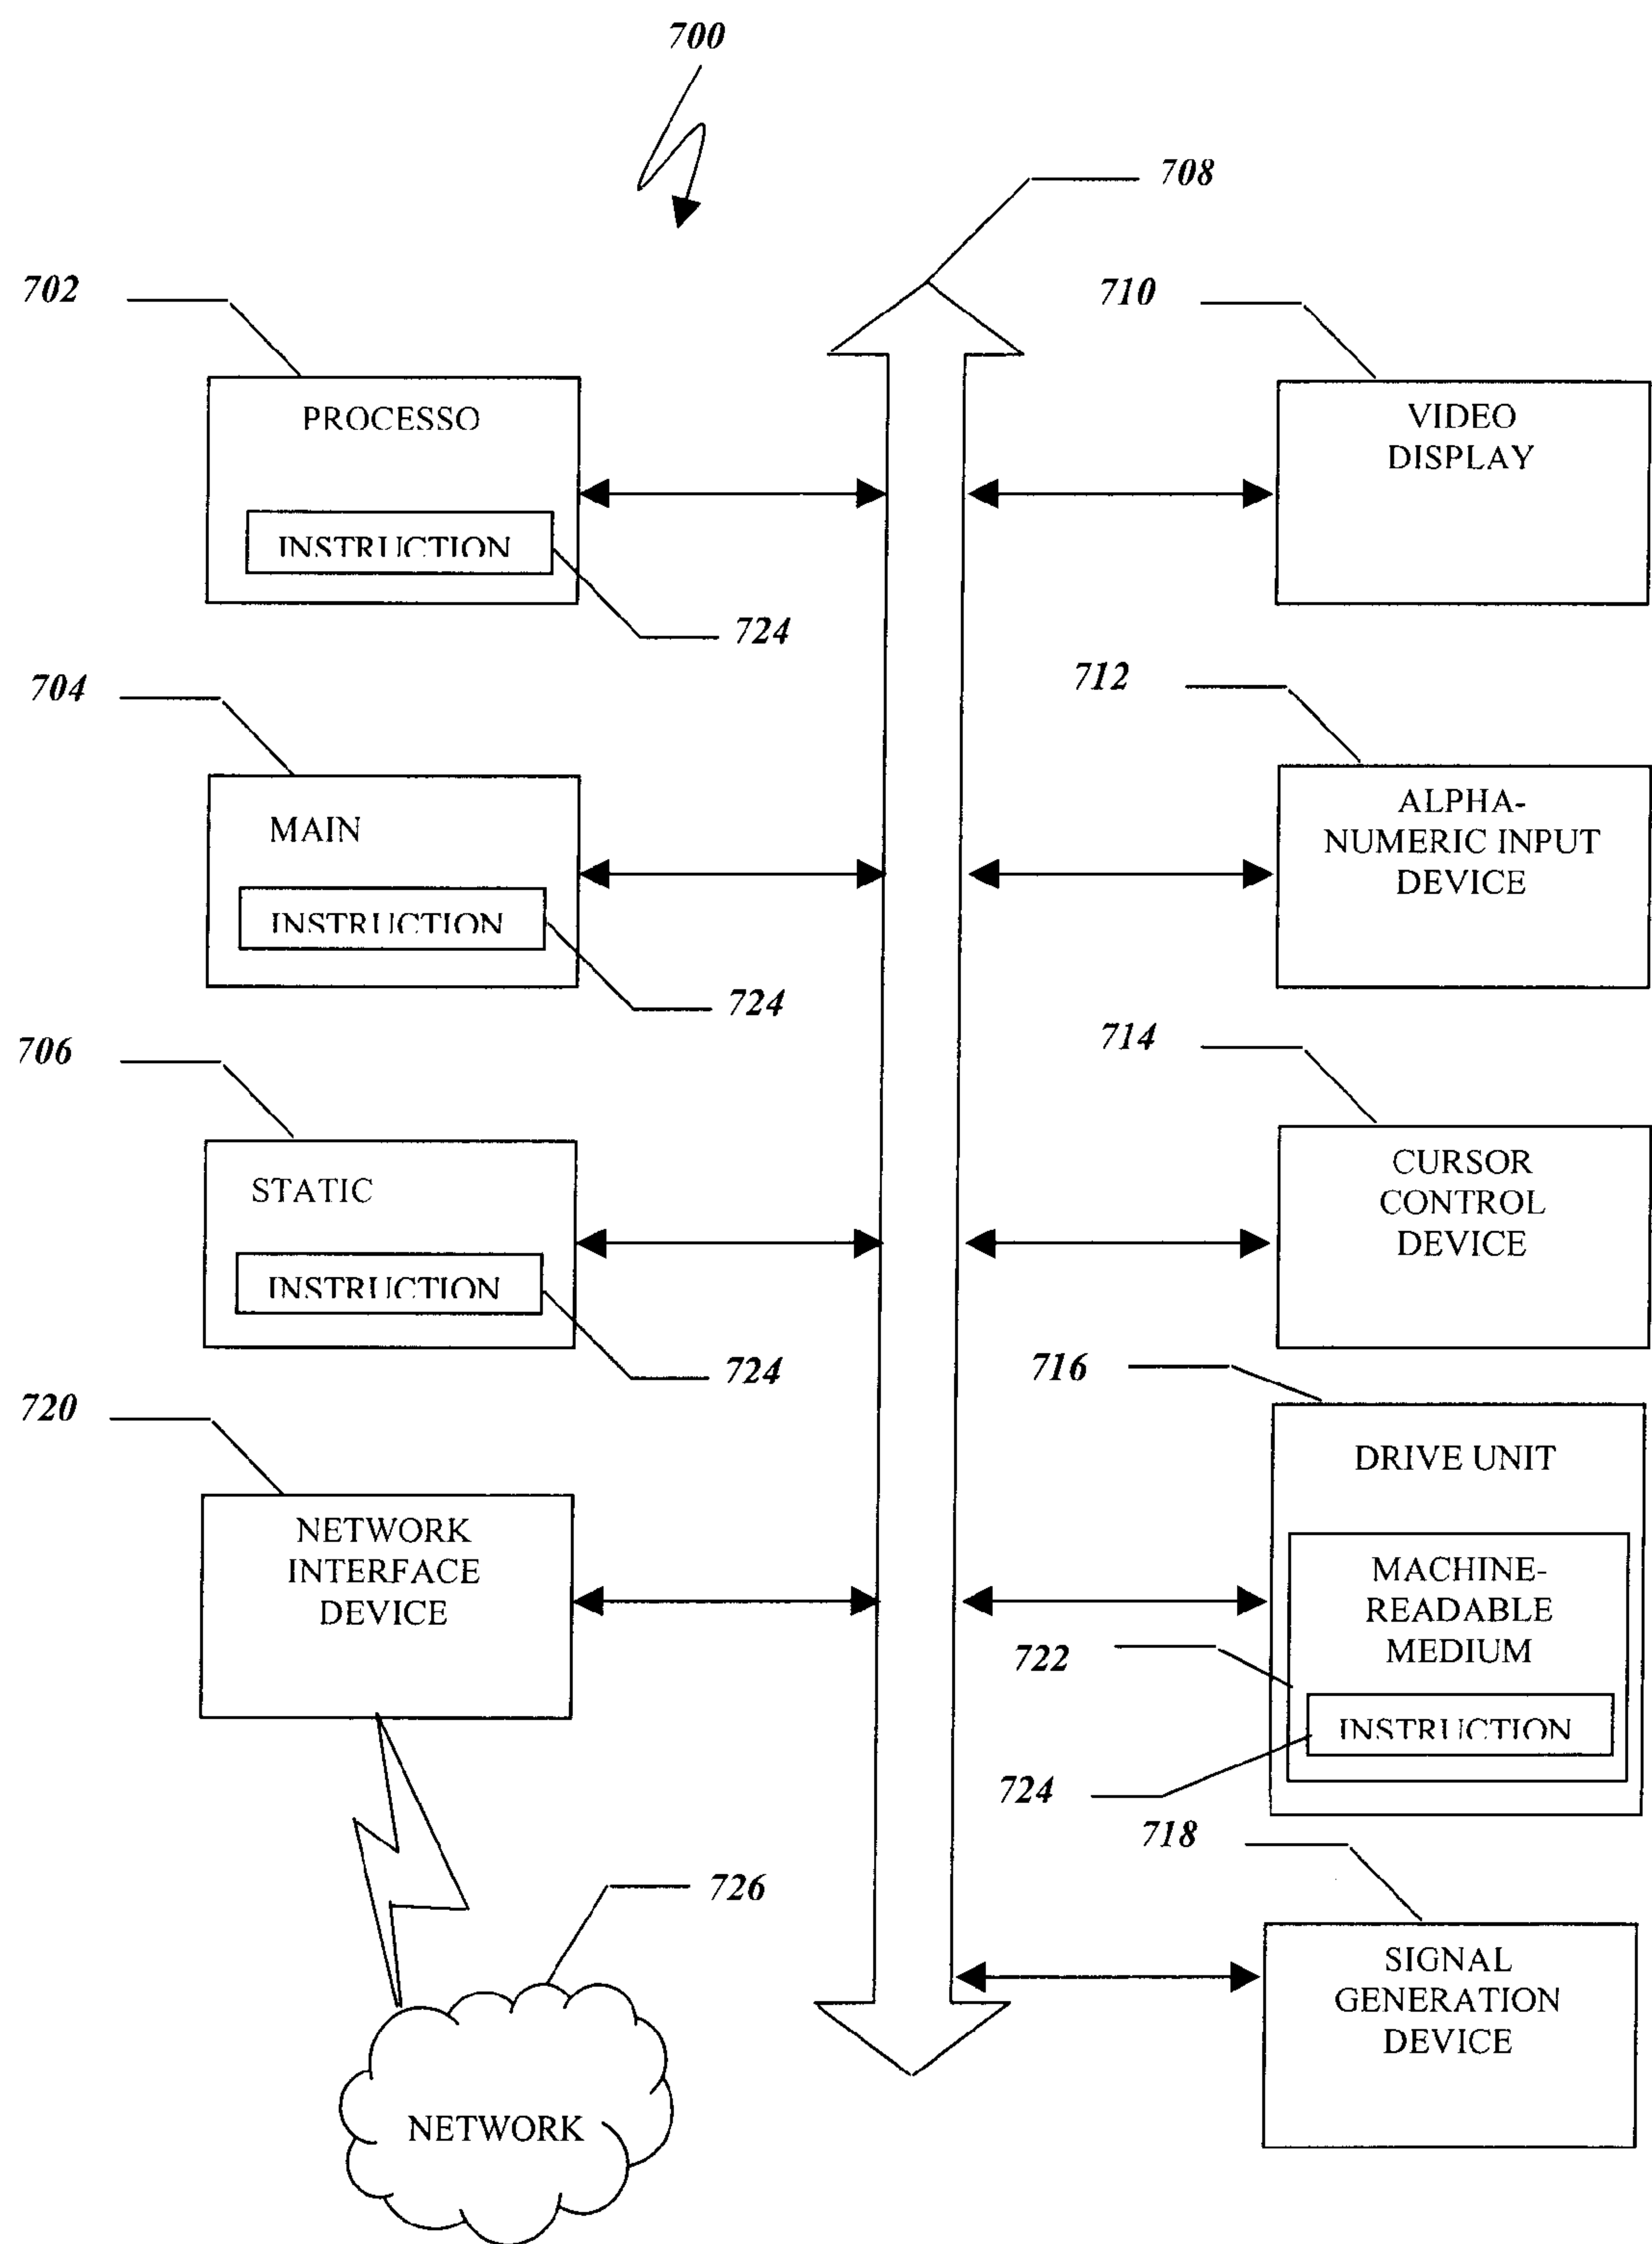 700
708
702
PROCESSO
INSTRUCTION
724
710
VIDEO
DISPLAY
704
MAIN
INSTRUCTION
724
712
ALPHA-
NUMERIC INPUT
DEVICE
706
STATIC
INSTRUCTION
724
714
CURSOR
CONTROL
DEVICE
720
NETWORK
INTERFACE
DEVICE
716
DRIVE UNIT
MACHINE-
READABLE
MEDIUM
722
INSTRUCTION
724
718
SIGNAL
GENERATION
DEVICE
726
NETWORK